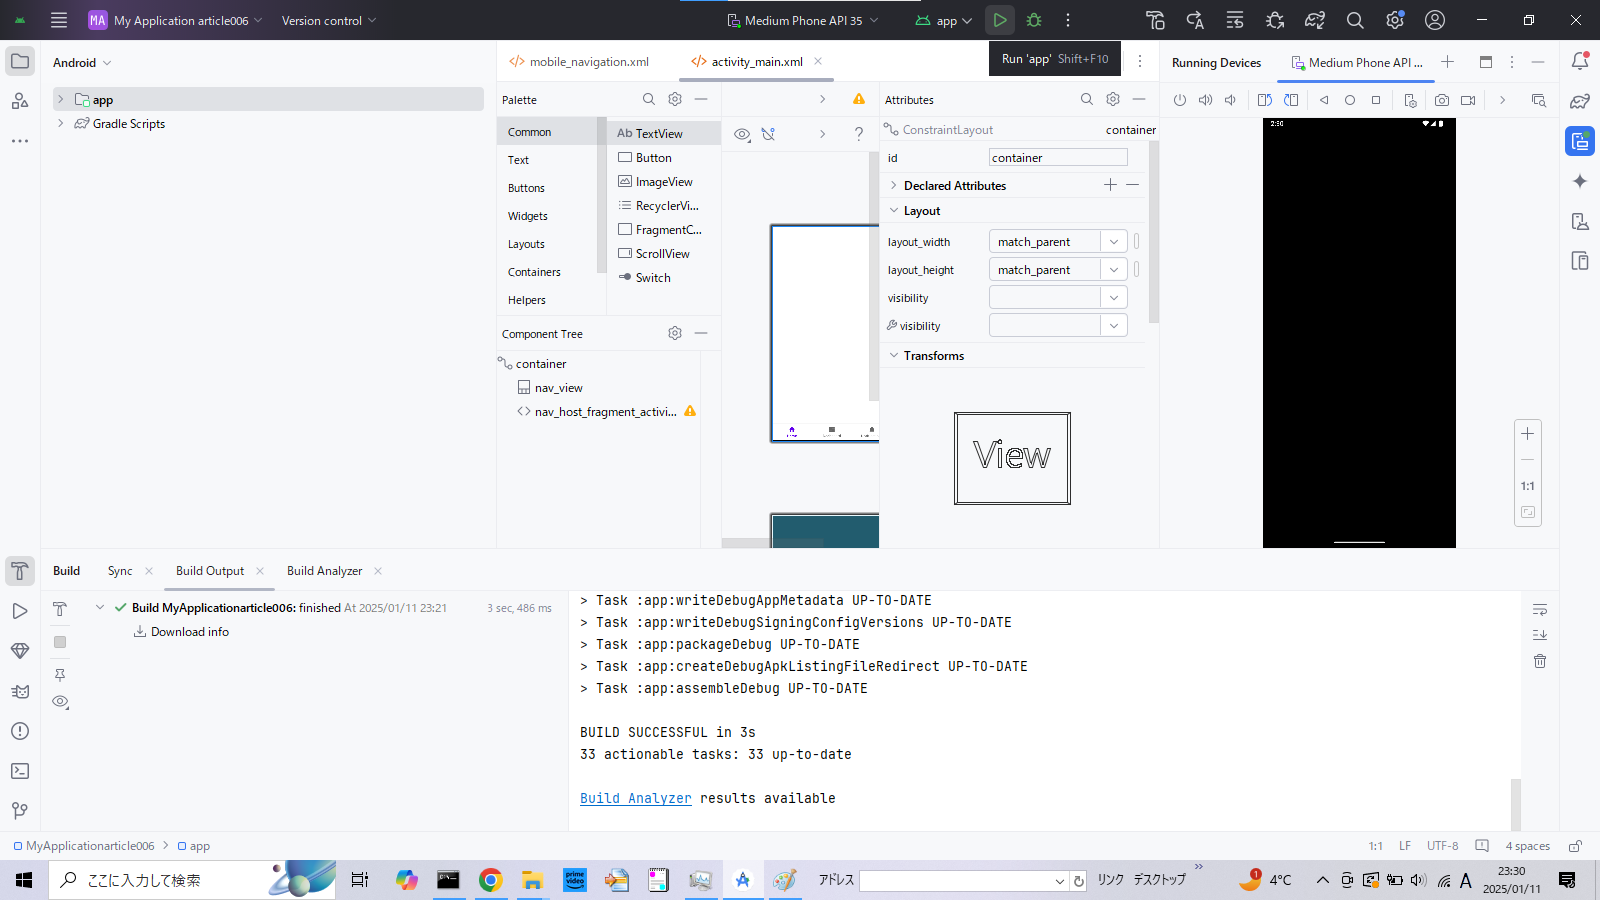 MA My Application article006
Version control
Medium Phone API 35
app
mobile_navigation.xml
activity_main.xml
Run 'app' Shift+F10
Running Devices
Medium Phone API ...
Android
app
Gradle Scripts
Palette
Common
Text
Buttons
Widgets
Layouts
Containers
Helpers
Ab TextView
Button
ImageView
RecyclerVi...
FragmentC...
ScrollView
Switch
Component Tree
container
nav_view
nav_host_fragment_activi...
?
Attributes
ConstraintLayout container
id container
Declared Attributes
Layout
layout_width match_parent
layout_height match_parent
visibility
visibility
Transforms
View
2:30
1:1
Build
Sync
Build Output
Build Analyzer
Build MyApplicationarticle006: finished At 2025/01/11 23:21 3 sec, 486 ms
Download info
> Task :app:writeDebugAppMetadata UP-TO-DATE
> Task :app:writeDebugSigningConfigVersions UP-TO-DATE
> Task :app:packageDebug UP-TO-DATE
> Task :app:createDebugApkListingFileRedirect UP-TO-DATE
> Task :app:assembleDebug UP-TO-DATE
BUILD SUCCESSFUL in 3s
33 actionable tasks: 33 up-to-date
Build Analyzer results available
MyApplicationarticle006 > app
1:1 LF UTF-8 4 spaces
ここに入力して検索
prime video
アドレス
リンク デスクトップ
1
4°C
A
23:30
2025/01/11